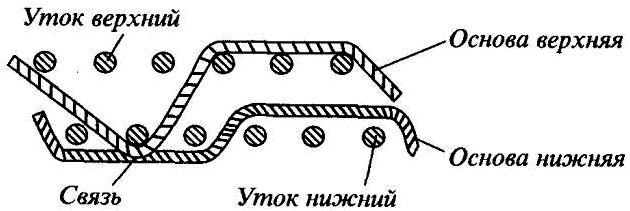 Уток верхний
Основа верхняя
Основа нижняя
Связь
Уток нижний